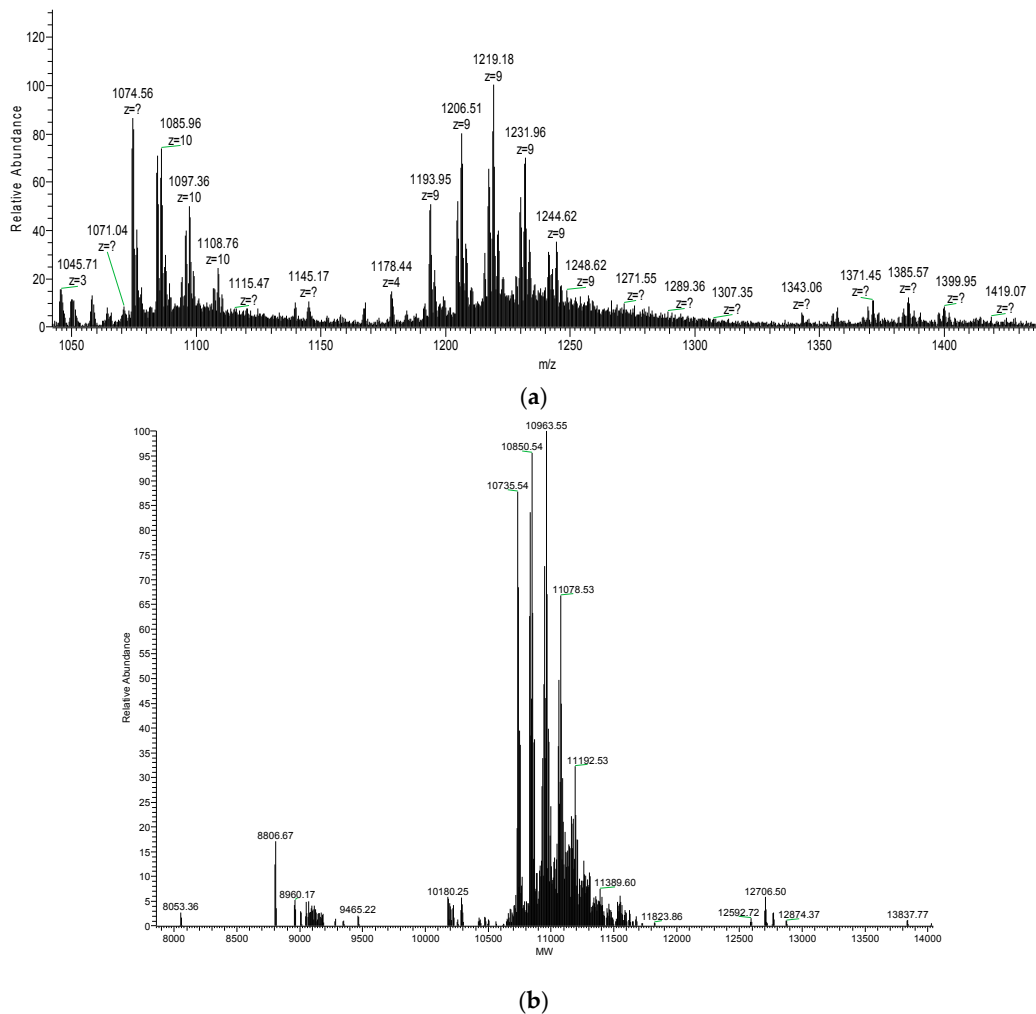 120
100
80
60
40
20
0
Relative Abundance
1045.71
z=3
1071.04
z=?
1074.56
z=?
1085.96
z=10
1097.36
z=10
1108.76
z=10
1115.47
z=?
1145.17
z=?
1178.44
z=4
1193.95
z=9
1206.51
z=9
1219.18
z=9
1231.96
z=9
1244.62
z=9
1248.62
z=9
1271.55
z=?
1289.36
z=?
1307.35
z=?
1343.06
z=?
1371.45
z=?
1385.57
z=?
1399.95
z=?
1419.07
z=?
1050 1100 1150 1200 1250 1300 1350 1400
m/z
(a)
100
95
90
85
80
75
70
65
60
55
50
45
40
35
30
25
20
15
10
5
0
Relative Abundance
8053.36
8806.67
8960.17
9465.22
10180.25
10735.54
10850.54
10963.55
11078.53
11192.53
11389.60
11823.86
12592.72
12706.50
12874.37
13837.77
8000 8500 9000 9500 10000 10500 11000 11500 12000 12500 13000 13500 14000
MW
(b)